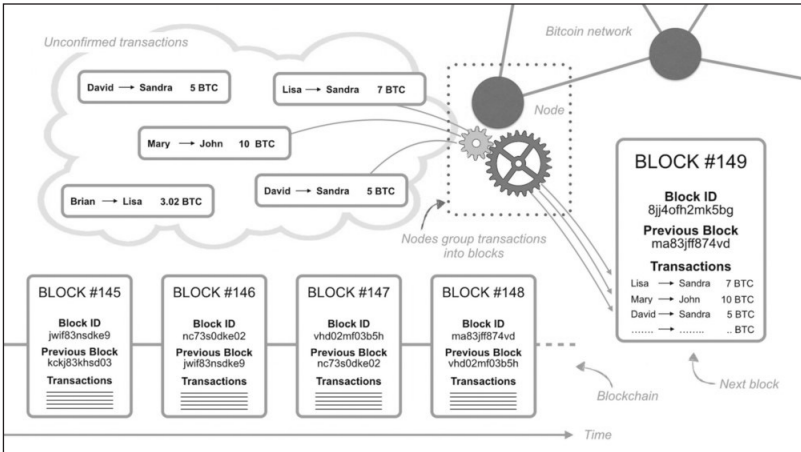 Unconfirmed transactions
Bitcoin network
David → Sandra 5 BTC
Lisa → Sandra 7 BTC
Node
Mary → John 10 BTC
Brian → Lisa 3.02 BTC
David → Sandra 5 BTC
Nodes group transactions
into blocks
BLOCK #149
Block ID
8jj4ofh2mk5bg
Previous Block
ma83jff874vd
Transactions
Lisa → Sandra 7 BTC
Mary → John 10 BTC
David → Sandra 5 BTC
....... → ........ .. BTC
Next block
BLOCK #145
Block ID
jwif83nsdke9
Previous Block
kckj83khsd03
Transactions
BLOCK #146
Block ID
nc73s0dke02
Previous Block
jwif83nsdke9
Transactions
BLOCK #147
Block ID
vhd02mf03b5h
Previous Block
nc73s0dke02
Transactions
BLOCK #148
Block ID
ma83jff874vd
Previous Block
vhd02mf03b5h
Transactions
Blockchain
Time